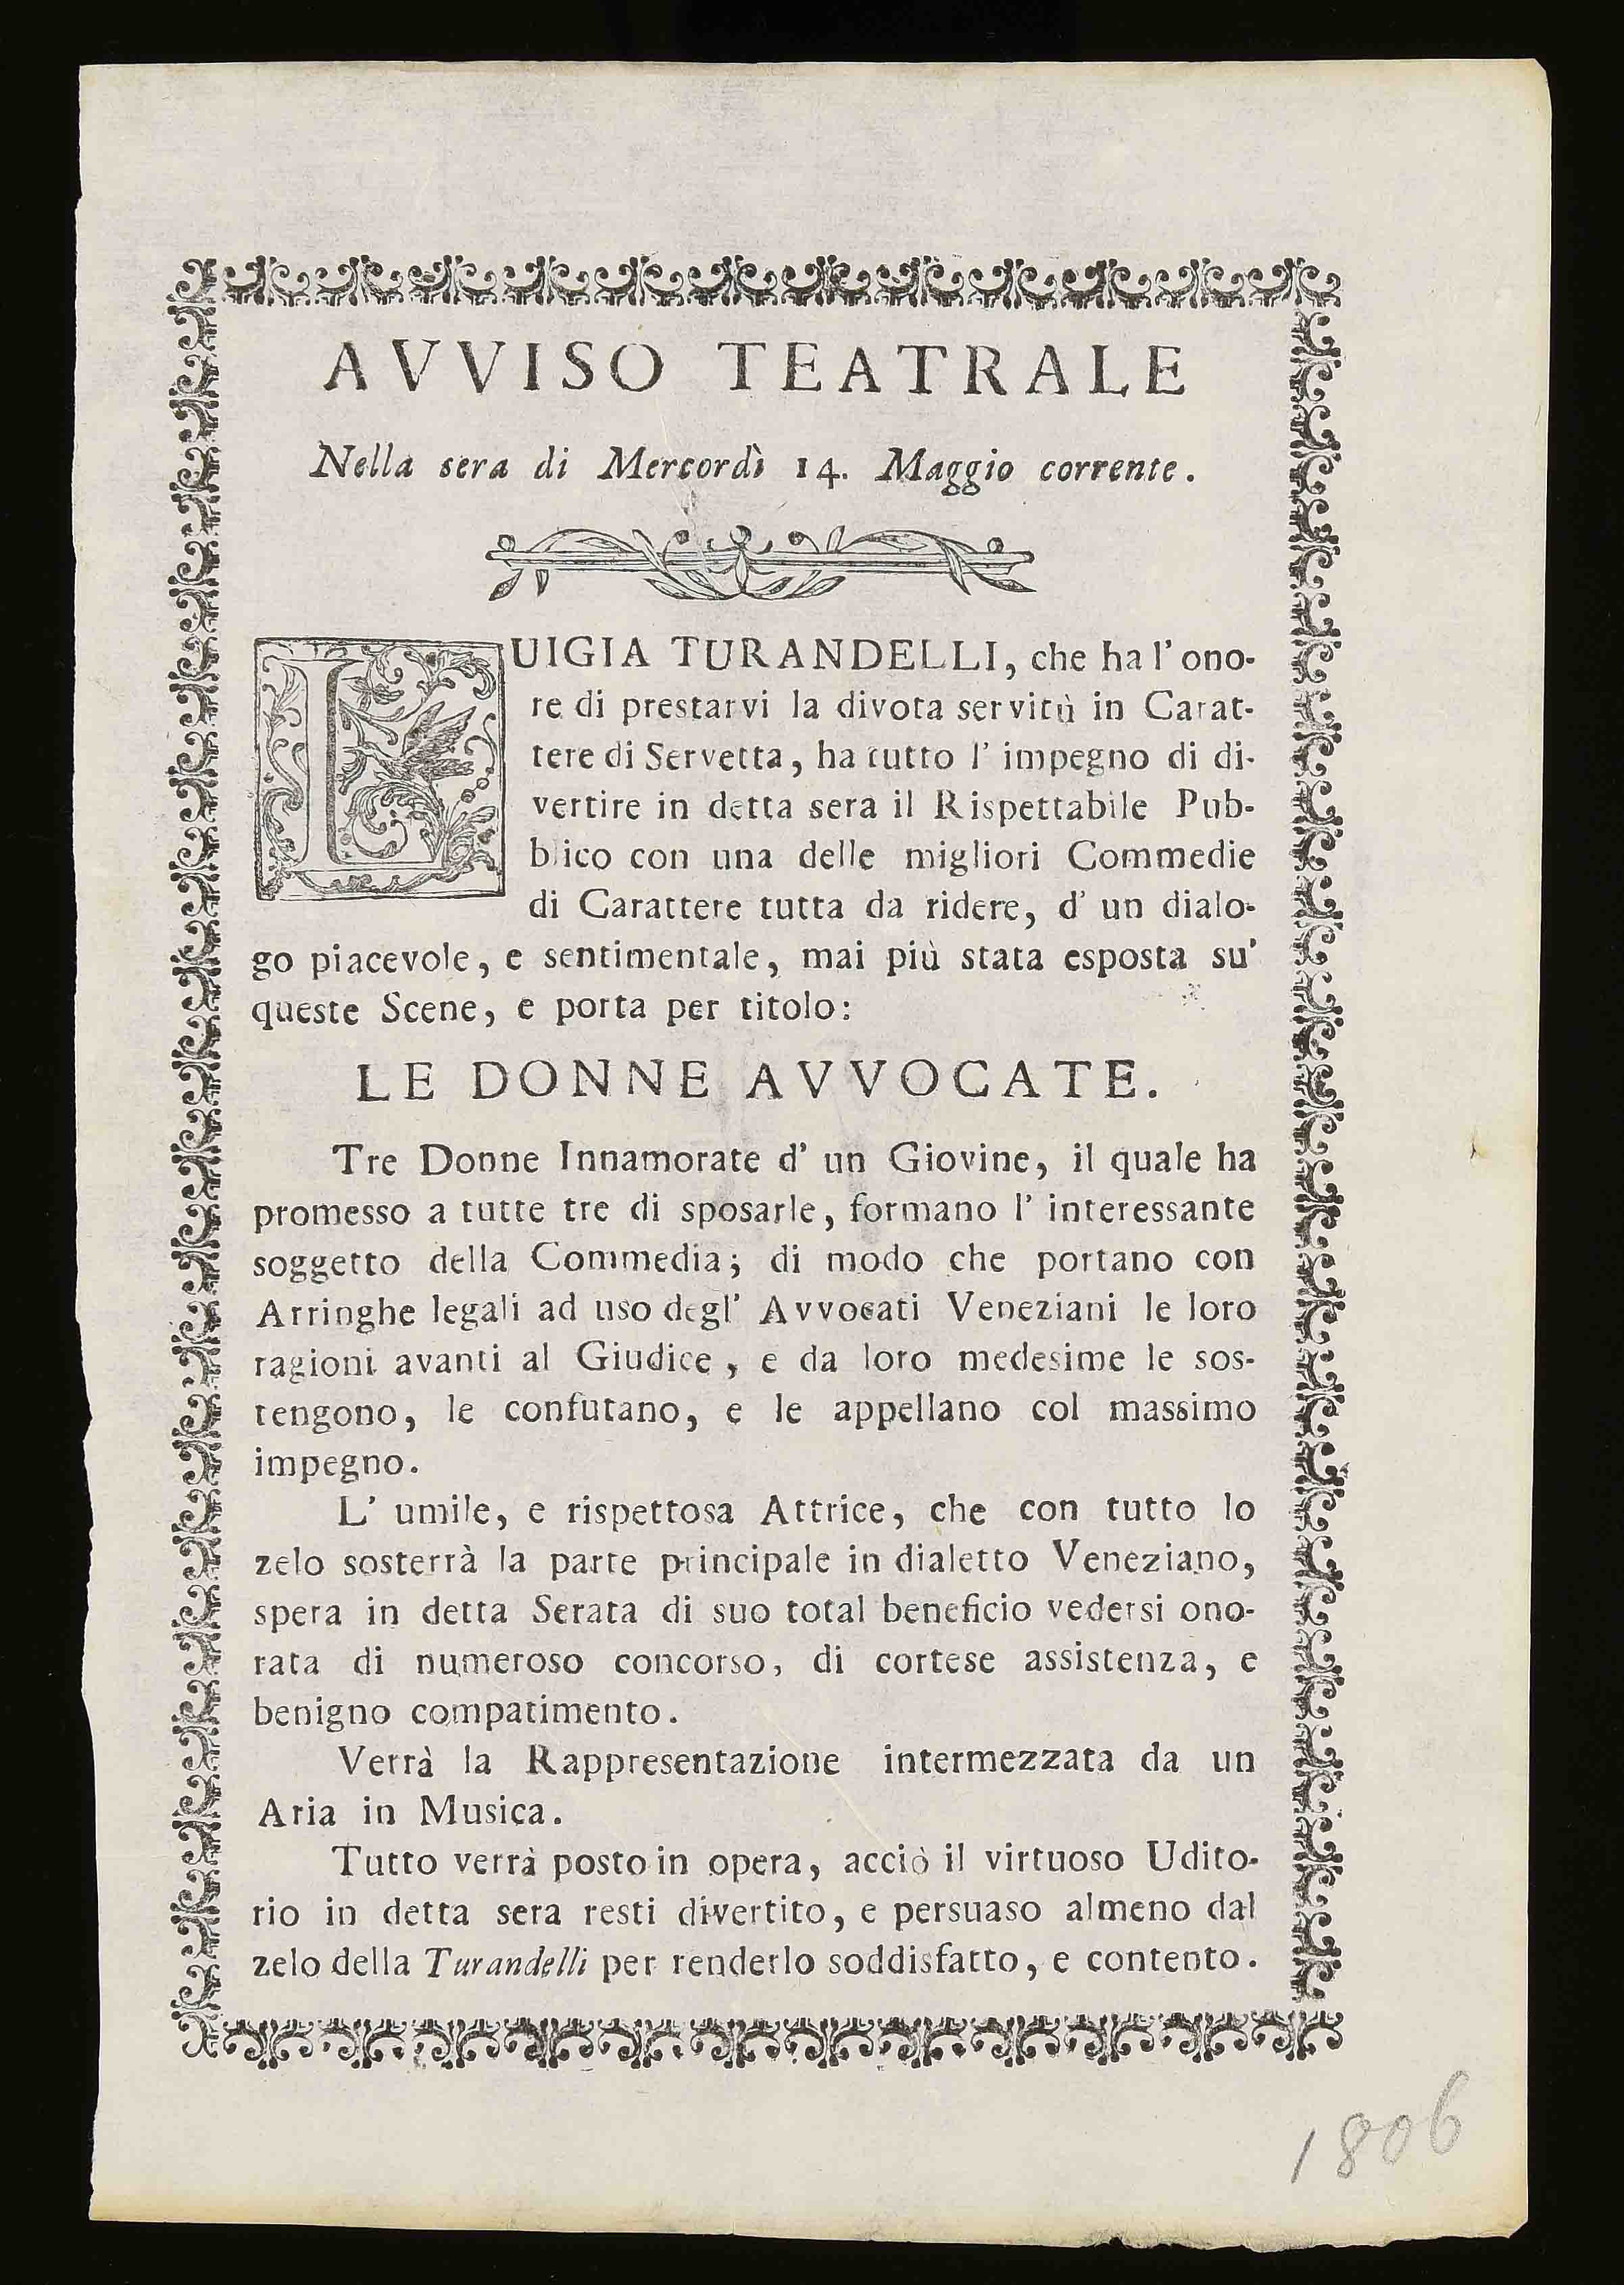 AVVISO TEATRALE
Nella sera di Mercordì 14. Maggio corrente.
LUIGIA TURANDELLI, che ha l' ono-
re di prestarvi la divota servitù in Carat-
tere di Servetta, ha tutto l' impegno di di-
vertire in detta sera il Rispettabile Pub-
blico con una delle migliori Commedie
di Carattere tutta da ridere, d' un dialo-
go piacevole, e sentimentale, mai più stata esposta su'
queste Scene, e porta per titolo:
LE DONNE AVVOCATE.
Tre Donne Innamorate d' un Giovine, il quale ha
promesso a tutte tre di sposarle, formano l' interessante
soggetto della Commedia; di modo che portano con
Arringhe legali ad uso degl' Avvocati Veneziani le loro
ragioni avanti al Giudice, e da loro medesime le sos-
tengono, le confutano, e le appellano col massimo
impegno.
L' umile, e rispettosa Attrice, che con tutto lo
zelo sosterrà la parte principale in dialetto Veneziano,
spera in detta Serata di suo total beneficio vedersi ono-
rata di numeroso concorso, di cortese assistenza, e
benigno compatimento.
Verrà la Rappresentazione intermezzata da un
Aria in Musica.
Tutto verrà posto in opera, acciò il virtuoso Udito-
rio in detta sera resti divertito, e persuaso almeno dal
zelo della Turandelli per renderlo soddisfatto, e contento.
1806